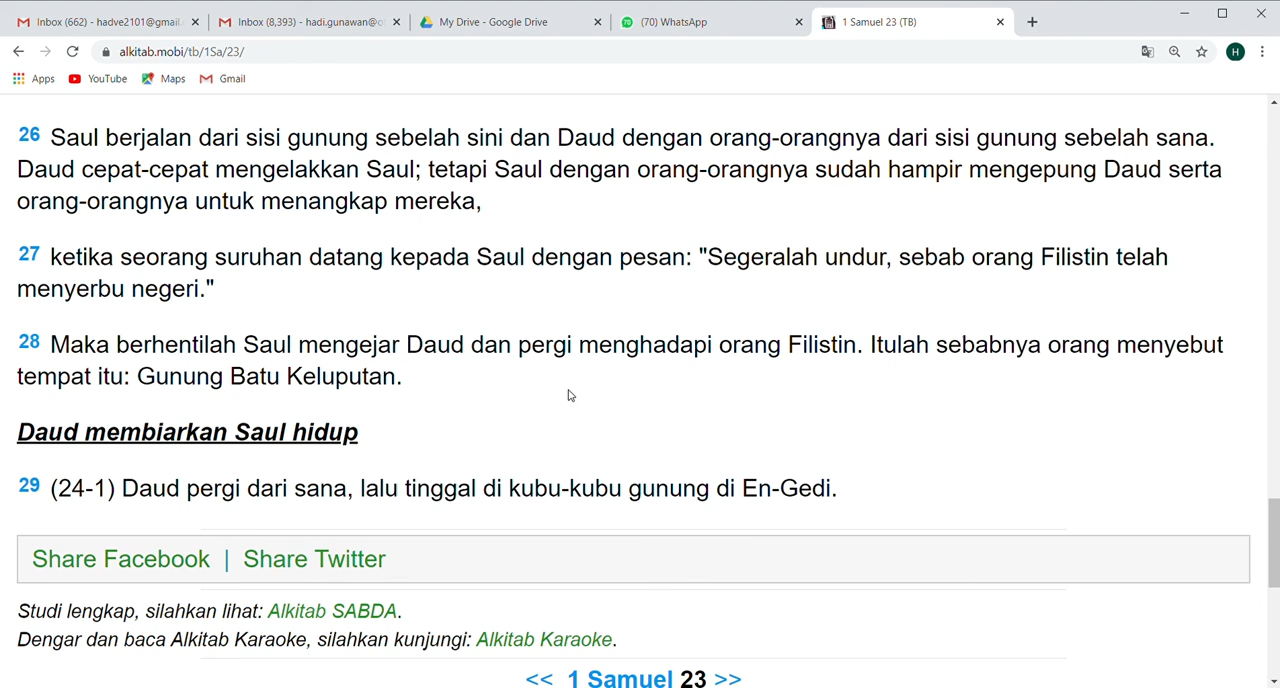 Inbox (662) - hadve2101@gmail.
Inbox (8,393) - hadi.gunawan@o
My Drive - Google Drive
(70) WhatsApp
1 Samuel 23 (TB)
alkitab.mobi/tb/1Sa/23/
H
Apps YouTube Maps Gmail
26 Saul berjalan dari sisi gunung sebelah sini dan Daud dengan orang-orangnya dari sisi gunung sebelah sana.
Daud cepat-cepat mengelakkan Saul; tetapi Saul dengan orang-orangnya sudah hampir mengepung Daud serta
orang-orangnya untuk menangkap mereka,
27 ketika seorang suruhan datang kepada Saul dengan pesan: "Segeralah undur, sebab orang Filistin telah
menyerbu negeri."
28 Maka berhentilah Saul mengejar Daud dan pergi menghadapi orang Filistin. Itulah sebabnya orang menyebut
tempat itu: Gunung Batu Keluputan.
Daud membiarkan Saul hidup
29 (24-1) Daud pergi dari sana, lalu tinggal di kubu-kubu gunung di En-Gedi.
Share Facebook | Share Twitter
Studi lengkap, silahkan lihat: Alkitab SABDA.
Dengar dan baca Alkitab Karaoke, silahkan kunjungi: Alkitab Karaoke.
<< 1 Samuel 23 >>